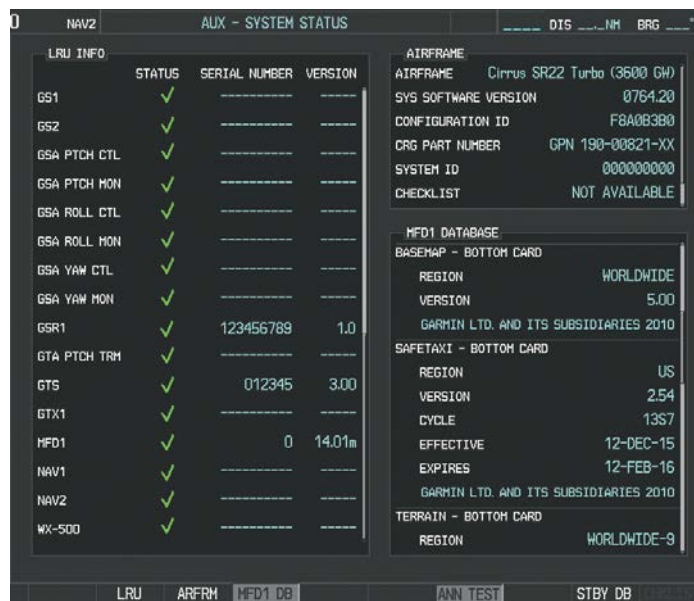 NAV2 AUX - SYSTEM STATUS ____ DIS __._NM BRG ___°
LRU INFO
STATUS SERIAL NUMBER VERSION
GS1 ✓ ---------- -----
GS2 ✓ ---------- -----
GSA PTCH CTL ✓ ---------- -----
GSA PTCH MON ✓ ---------- -----
GSA ROLL CTL ✓ ---------- -----
GSA ROLL MON ✓ ---------- -----
GSA YAW CTL ✓ ---------- -----
GSA YAW MON ✓ ---------- -----
GSR1 ✓ 123456789 1.0
GTA PTCH TRM ✓ ---------- -----
GTS ✓ 012345 3.00
GTX1 ✓ ---------- -----
MFD1 ✓ 0 14.01m
NAV1 ✓ ---------- -----
NAV2 ✓ ---------- -----
WX-500 ✓ ---------- -----
AIRFRAME
AIRFRAME Cirrus SR22 Turbo (3600 GW)
SYS SOFTWARE VERSION 0764.20
CONFIGURATION ID F8A0B3B0
CRG PART NUMBER GPN 190-00821-XX
SYSTEM ID 000000000
CHECKLIST NOT AVAILABLE
MFD1 DATABASE
BASEMAP - BOTTOM CARD
REGION WORLDWIDE
VERSION 5.00
GARMIN LTD. AND ITS SUBSIDIARIES 2010
SAFETAXI - BOTTOM CARD
REGION US
VERSION 2.54
CYCLE 13S7
EFFECTIVE 12-DEC-15
EXPIRES 12-FEB-16
GARMIN LTD. AND ITS SUBSIDIARIES 2010
TERRAIN - BOTTOM CARD
REGION WORLDWIDE-9
LRU ARFRM MFD1 DB ANN TEST STBY DB